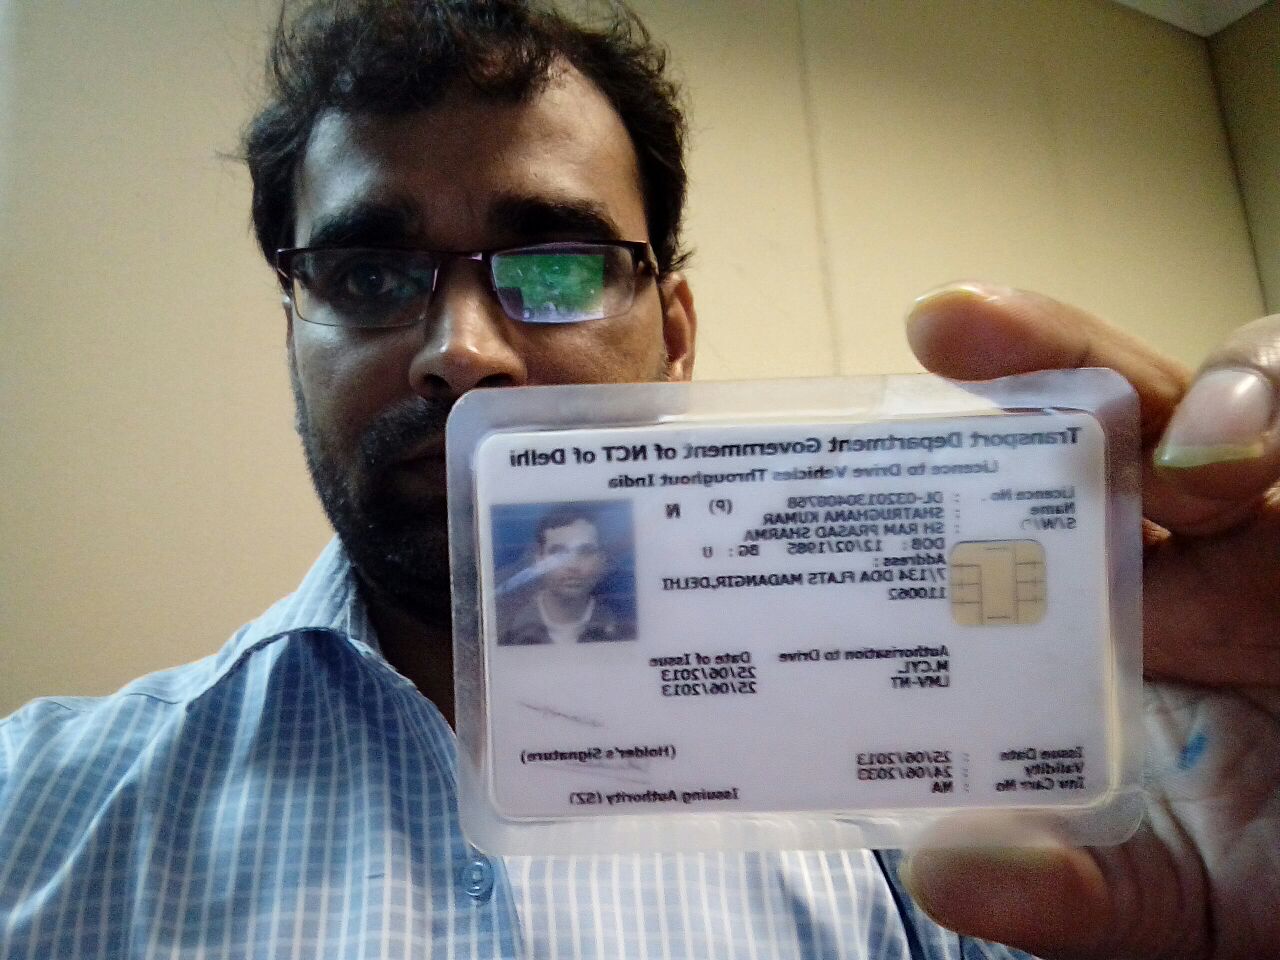 Transport Department Government of NCT of Delhi
Licence to Drive Vehicles Throughout India
Licence No. : DL-0320130408768 (P) N
Name : SHATRUGHANA KUMAR
S/W/D : SH RAM PRASAD SHARMA
DOB : 12/02/1985 BG : U
Address :
7/134 DDA FLATS MADANGIR,DELHI
110062
Authorisation to Drive Date of Issue
M.CYL. 25/06/2013
LMV-NT 25/06/2013
Issue Date : 25/06/2013
Validity : 24/06/2033
Inv Carr No : NA
(Holder's Signature)
Issuing Authority (SZ)